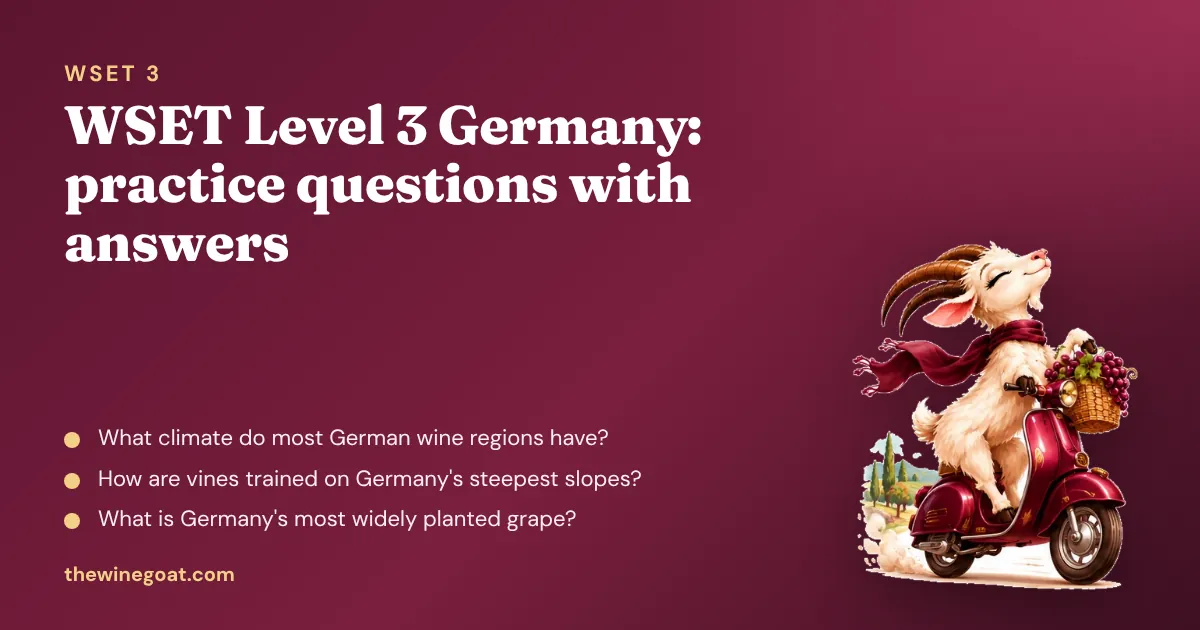 WSET 3
WSET Level 3 Germany:
practice questions with
answers
What climate do most German wine regions have?
How are vines trained on Germany's steepest slopes?
What is Germany's most widely planted grape?
thewinegoat.com